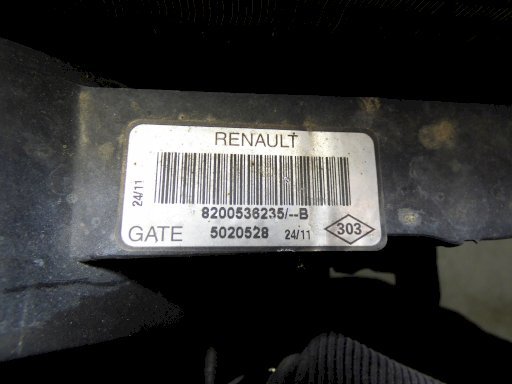 RENAULT
24/11
8200536235/--B
GATE 5020528 24/11 303